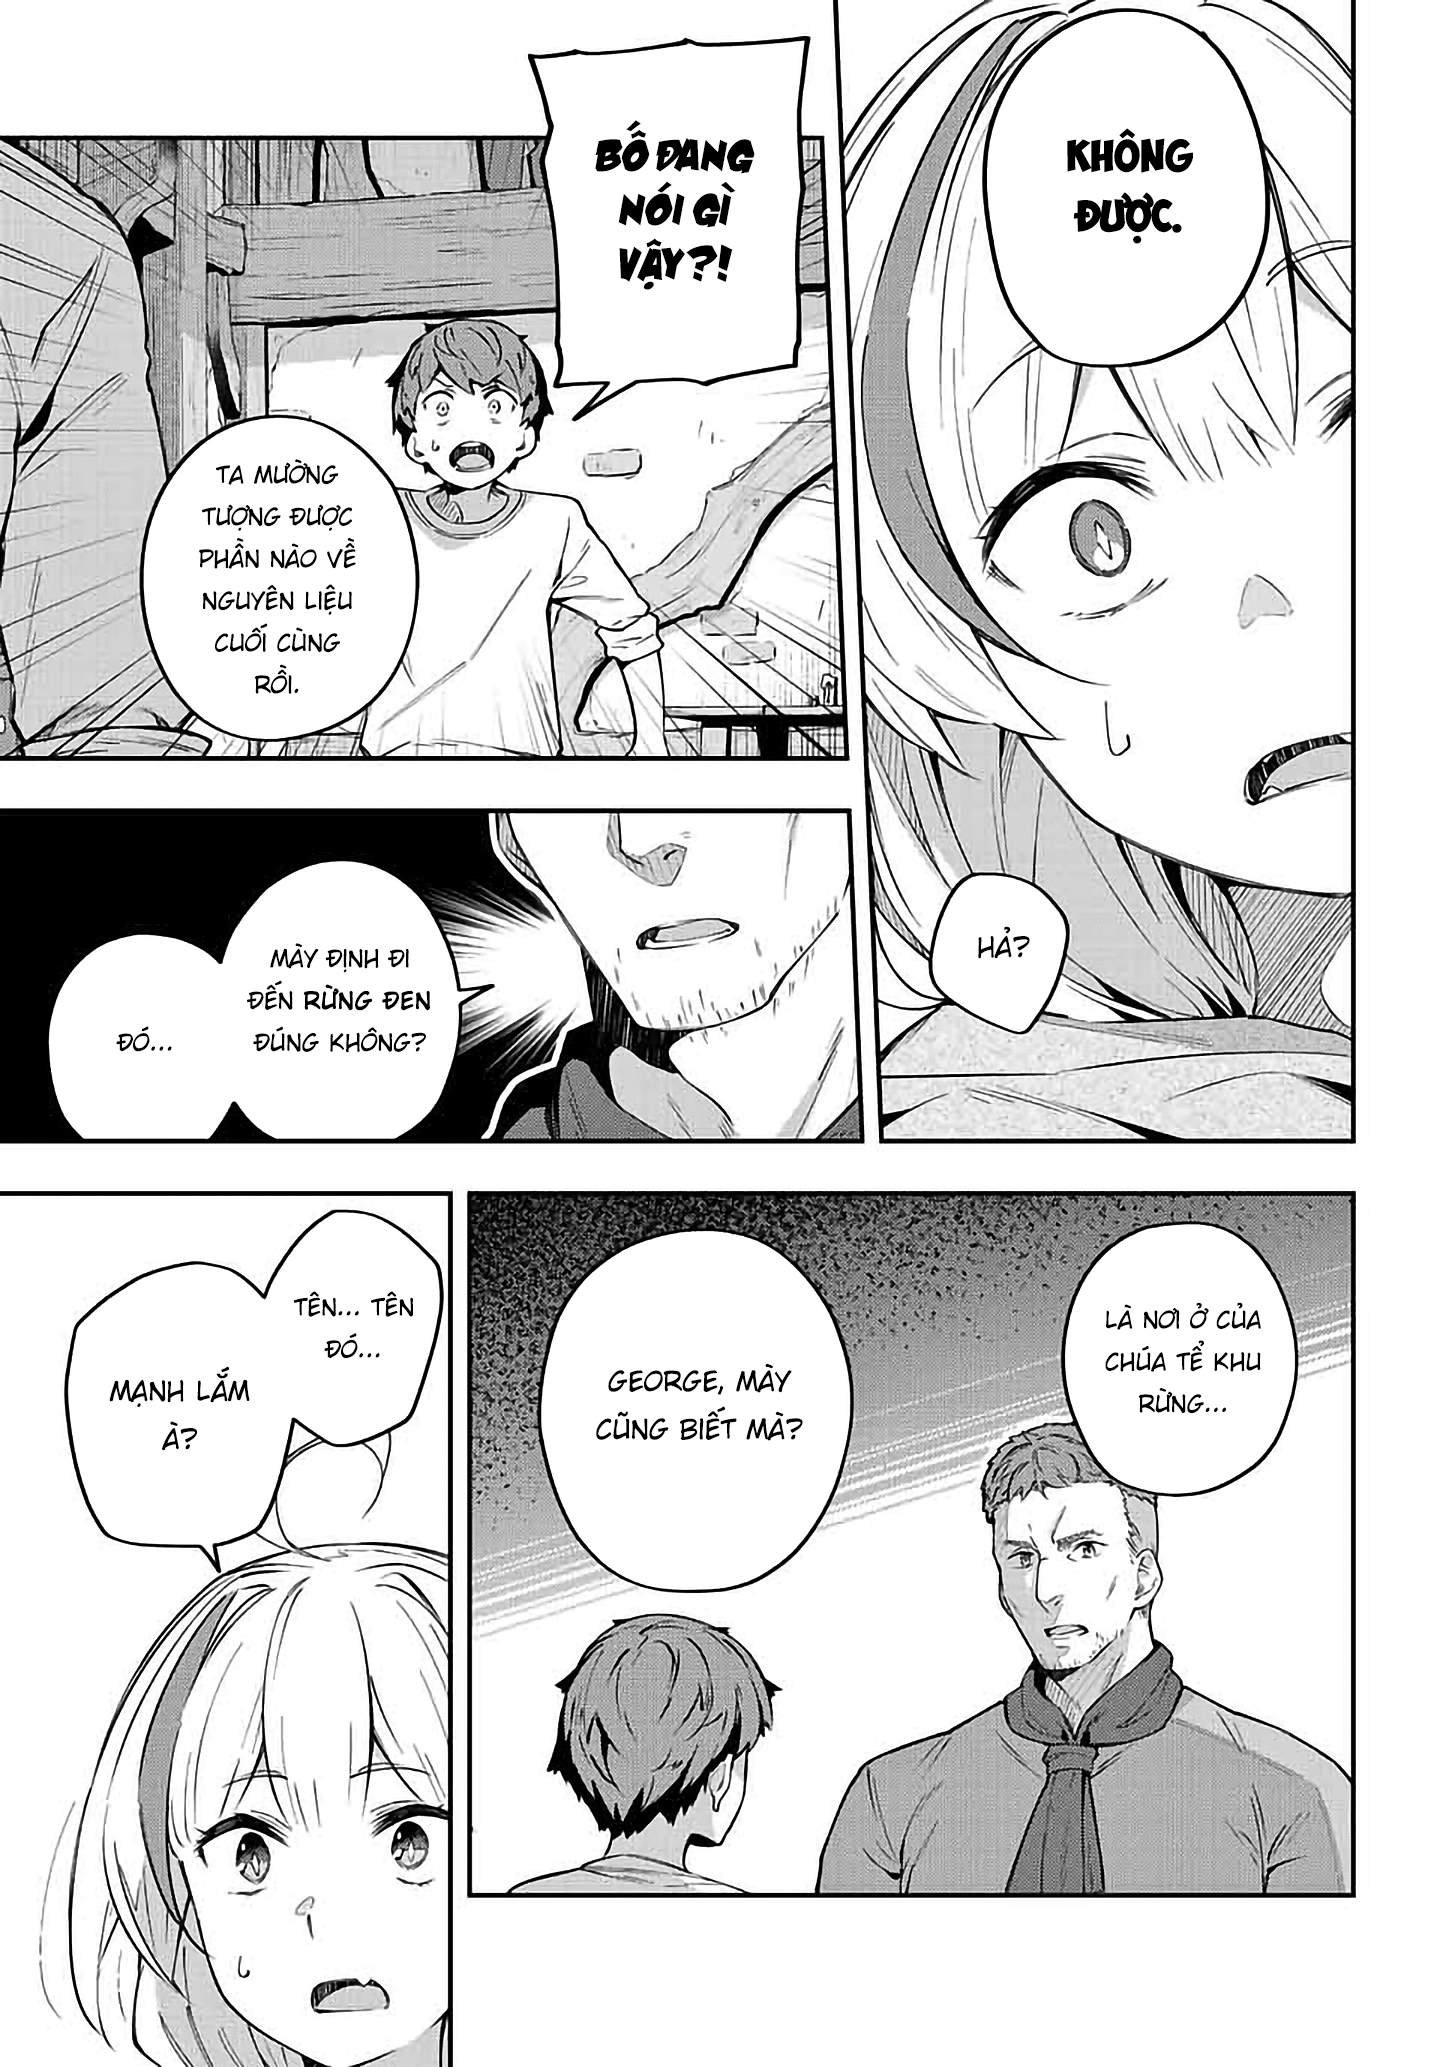 KHÔNG
ĐƯỢC.
HẢ?
BỐ ĐANG
NÓI GÌ
VẬY?!
TA MƯỜNG
TƯỢNG ĐƯỢC
PHẦN NÀO VỀ
NGUYÊN LIỆU
CUỐI CÙNG
RỒI.
MÀY ĐỊNH ĐI
ĐẾN RỪNG ĐEN
ĐÚNG KHÔNG?
ĐÓ...
LÀ NƠI Ở CỦA
CHÚA TỂ KHU
RỪNG...
GEORGE, MÀY
CŨNG BIẾT MÀ?
TÊN... TÊN
ĐÓ...
MẠNH LẮM
À?